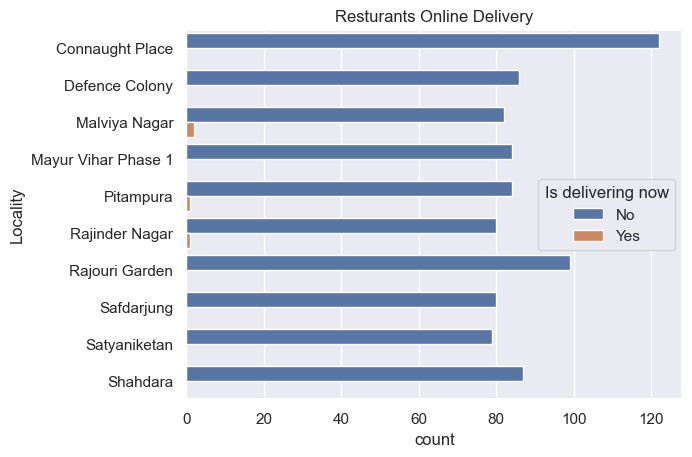 Resturants Online Delivery
Locality
Connaught Place
Defence Colony
Malviya Nagar
Mayur Vihar Phase 1
Pitampura
Rajinder Nagar
Rajouri Garden
Safdarjung
Satyaniketan
Shahdara
Is delivering now
No
Yes
0 20 40 60 80 100 120
count